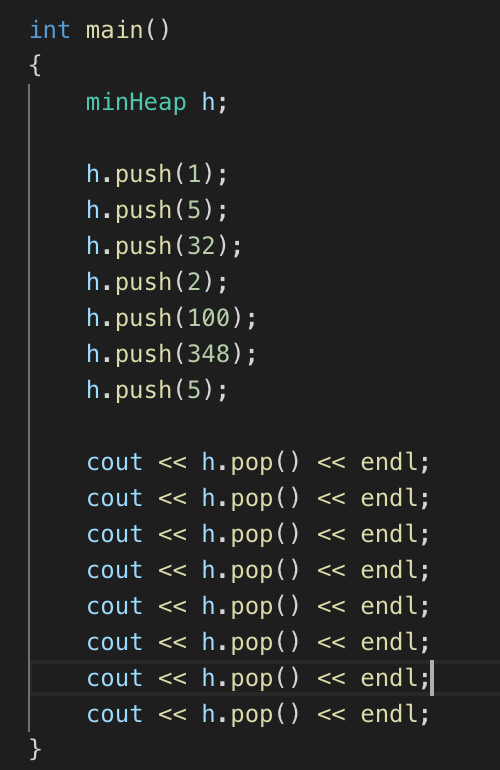 int main()
{
minHeap h;
h.push(1);
h.push(5);
h.push(32);
h.push(2);
h.push(100);
h.push(348);
h.push(5);
cout << h.pop() << endl;
cout << h.pop() << endl;
cout << h.pop() << endl;
cout << h.pop() << endl;
cout << h.pop() << endl;
cout << h.pop() << endl;
cout << h.pop() << endl;
cout << h.pop() << endl;
}